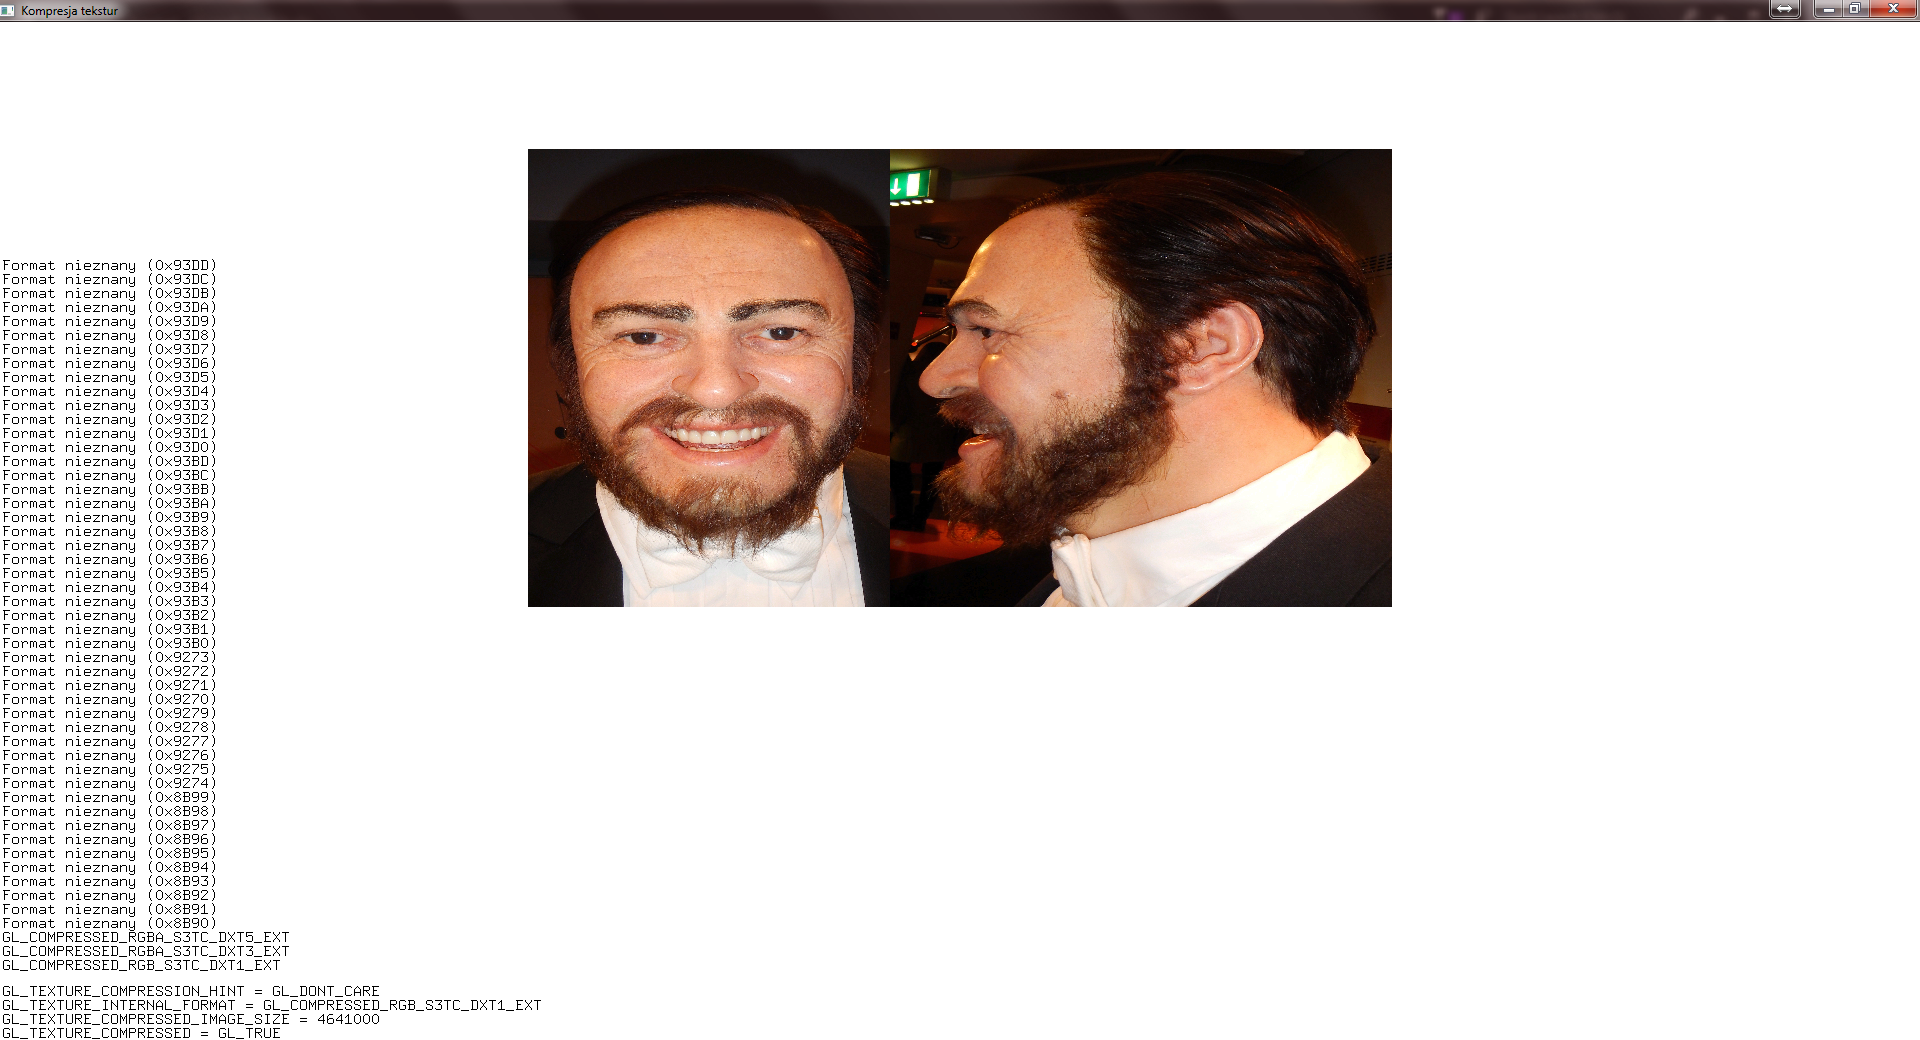 Kompresja tekstur
Format nieznany (0x93DD)
Format nieznany (0x93DC)
Format nieznany (0x93DB)
Format nieznany (0x93DA)
Format nieznany (0x93D9)
Format nieznany (0x93D8)
Format nieznany (0x93D7)
Format nieznany (0x93D6)
Format nieznany (0x93D5)
Format nieznany (0x93D4)
Format nieznany (0x93D3)
Format nieznany (0x93D2)
Format nieznany (0x93D1)
Format nieznany (0x93D0)
Format nieznany (0x93BD)
Format nieznany (0x93BC)
Format nieznany (0x93BB)
Format nieznany (0x93BA)
Format nieznany (0x93B9)
Format nieznany (0x93B8)
Format nieznany (0x93B7)
Format nieznany (0x93B6)
Format nieznany (0x93B5)
Format nieznany (0x93B4)
Format nieznany (0x93B3)
Format nieznany (0x93B2)
Format nieznany (0x93B1)
Format nieznany (0x93B0)
Format nieznany (0x9273)
Format nieznany (0x9272)
Format nieznany (0x9271)
Format nieznany (0x9270)
Format nieznany (0x9279)
Format nieznany (0x9278)
Format nieznany (0x9277)
Format nieznany (0x9276)
Format nieznany (0x9275)
Format nieznany (0x9274)
Format nieznany (0x8B99)
Format nieznany (0x8B98)
Format nieznany (0x8B97)
Format nieznany (0x8B96)
Format nieznany (0x8B95)
Format nieznany (0x8B94)
Format nieznany (0x8B93)
Format nieznany (0x8B92)
Format nieznany (0x8B91)
Format nieznany (0x8B90)
GL_COMPRESSED_RGBA_S3TC_DXT5_EXT
GL_COMPRESSED_RGBA_S3TC_DXT3_EXT
GL_COMPRESSED_RGB_S3TC_DXT1_EXT
GL_TEXTURE_COMPRESSION_HINT = GL_DONT_CARE
GL_TEXTURE_INTERNAL_FORMAT = GL_COMPRESSED_RGB_S3TC_DXT1_EXT
GL_TEXTURE_COMPRESSED_IMAGE_SIZE = 4641000
GL_TEXTURE_COMPRESSED = GL_TRUE